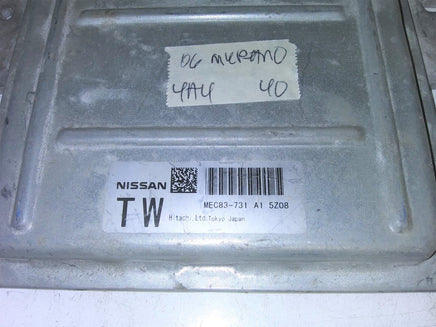 06 MURANO
4A4 40
NISSAN
TW
MEC83-731 A1 5Z08
Hitachi,Ltd.Tokyo Japan